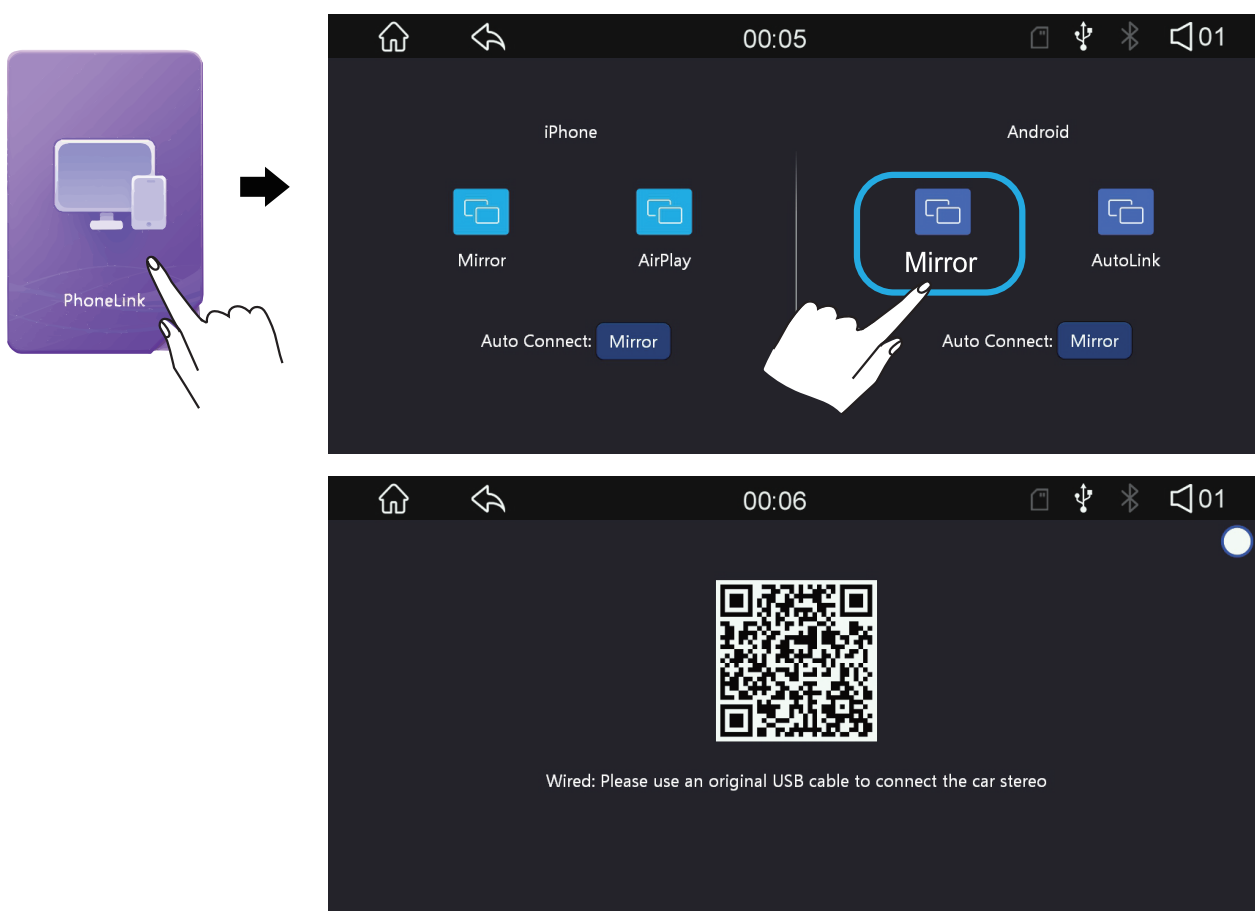 PhoneLink
00:05
01
iPhone
Android
Mirror
AirPlay
Mirror
AutoLink
Auto Connect: Mirror
Auto Connect: Mirror
00:06
01
Wired: Please use an original USB cable to connect the car stereo